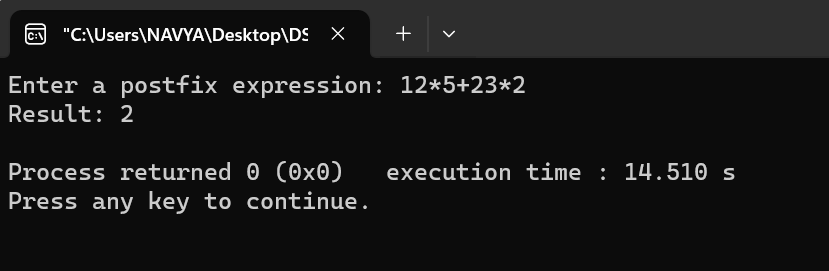 "C:\Users\NAVYA\Desktop\DS
Enter a postfix expression: 12*5+23*2
Result: 2
Process returned 0 (0x0)   execution time : 14.510 s
Press any key to continue.